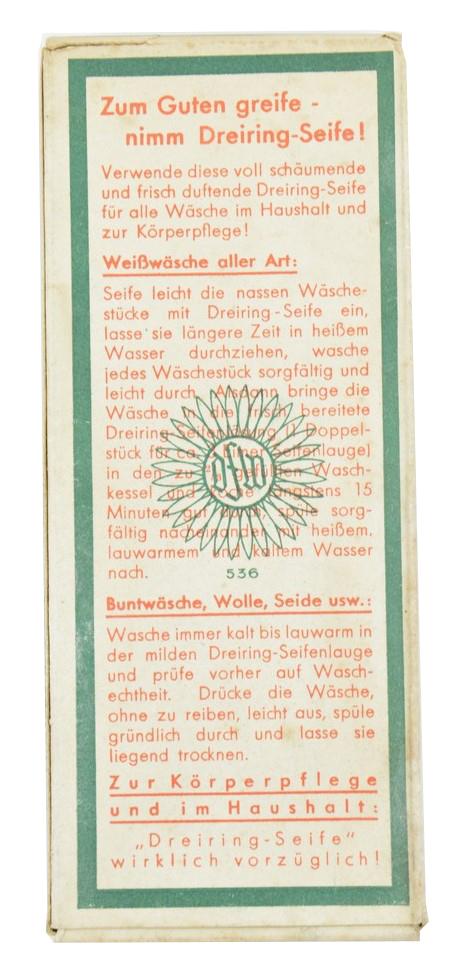 Zum Guten greife -
nimm Dreiring-Seife!
Verwende diese voll schäumende
und frisch duftende Dreiring-Seife
für alle Wäsche im Haushalt und
zur Körperpflege!
Weißwäsche aller Art:
Seife leicht die nassen Wäsche-
stücke mit Dreiring-Seife ein,
lasse sie längere Zeit in heißem
Wasser durchziehen, wasche
jedes Wäschestück sorgfältig und
leicht durch. Alsdann bringe die
Wäsche in die frisch bereitete
Dreiring-Seifenlösung (1 Doppel-
stück für ca. Eimer Seifenlauge)
in den zu gefüllten Wasch-
kessel und koche längstens 15
Minuten gut durch, spüle sorg-
fältig nacheinander mit heißem,
lauwarmem und kaltem Wasser
nach.
dfw
536
Buntwäsche, Wolle, Seide usw.:
Wasche immer kalt bis lauwarm in
der milden Dreiring-Seifenlauge
und prüfe vorher auf Wasch-
echtheit. Drücke die Wäsche,
ohne zu reiben, leicht aus, spüle
gründlich durch und lasse sie
liegend trocknen.
Zur Körperpflege
und im Haushalt:
„Dreiring-Seife“
wirklich vorzüglich!